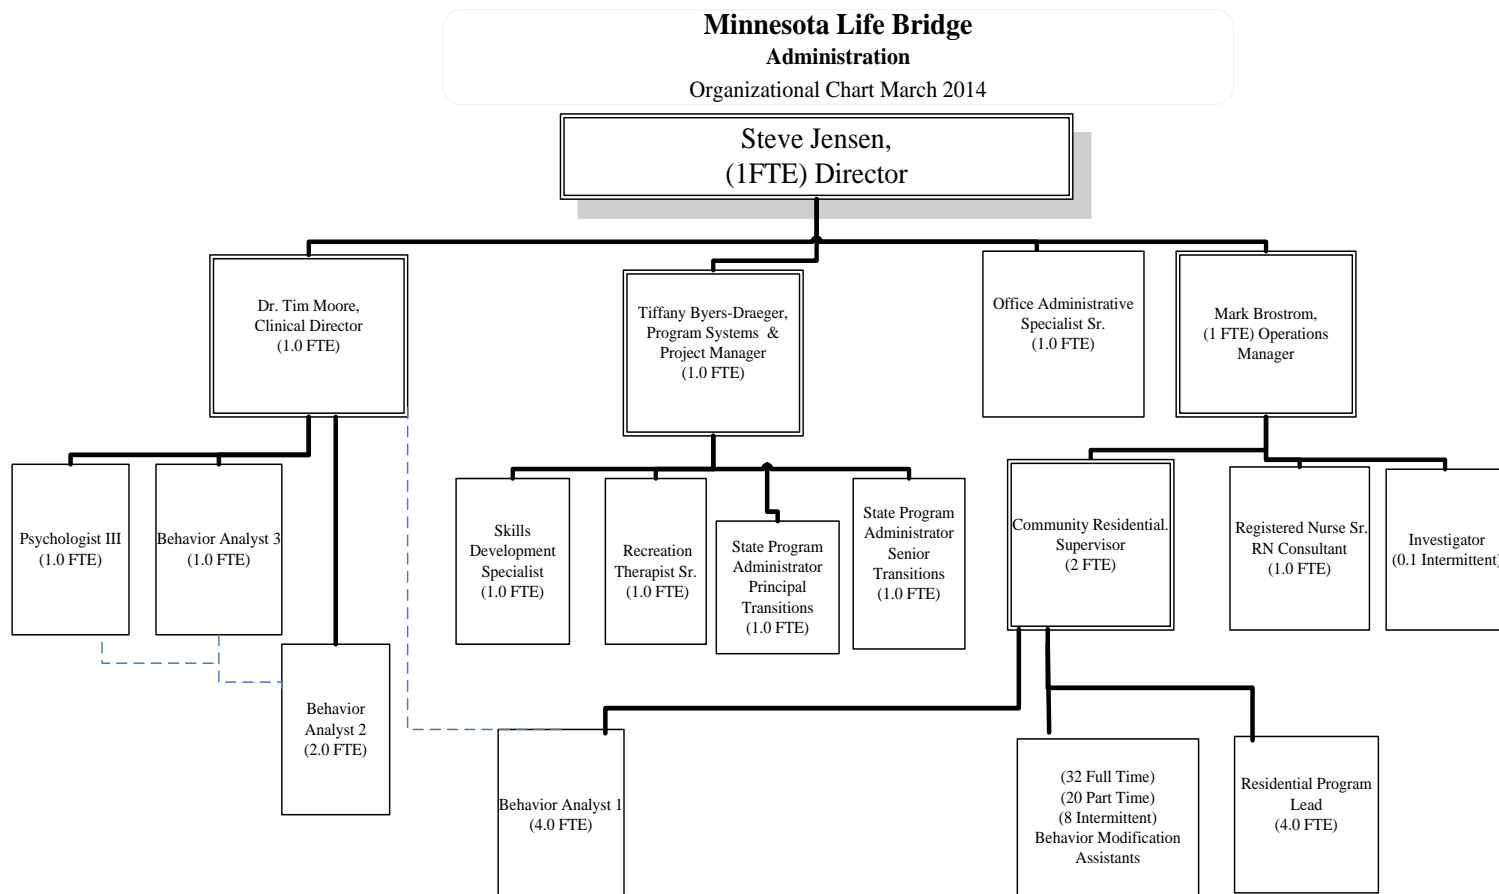 Minnesota Life Bridge
Administration
Organizational Chart March 2014
Steve Jensen,
(1FTE) Director
Dr. Tim Moore,
Clinical Director
(1.0 FTE)
Tiffany Byers-Draeger,
Program Systems &
Project Manager
(1.0 FTE)
Office Administrative
Specialist Sr.
(1.0 FTE)
Mark Brostrom,
(1 FTE) Operations
Manager
Psychologist III
(1.0 FTE)
Behavior Analyst 3
(1.0 FTE)
Skills
Development
Specialist
(1.0 FTE)
Recreation
Therapist Sr.
(1.0 FTE)
State Program
Administrator
Principal
Transitions
(1.0 FTE)
State Program
Administrator
Senior
Transitions
(1.0 FTE)
Community Residential.
Supervisor
(2 FTE)
Registered Nurse Sr.
RN Consultant
(1.0 FTE)
Investigator
(0.1 Intermittent)
Behavior
Analyst 2
(2.0 FTE)
Behavior Analyst 1
(4.0 FTE)
(32 Full Time)
(20 Part Time)
(8 Intermittent)
Behavior Modification
Assistants
Residential Program
Lead
(4.0 FTE)